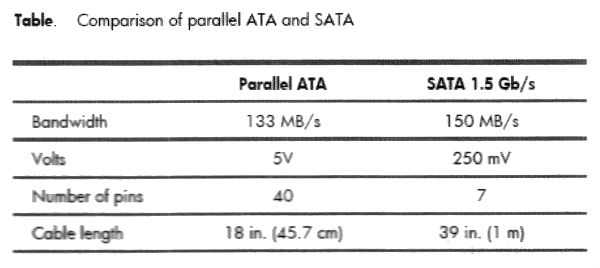 Table. Comparison of parallel ATA and SATA
Parallel ATA SATA 1.5 Gb/s
Bandwidth 133 MB/s 150 MB/s
Volts 5V 250 mV
Number of pins 40 7
Cable length 18 in. (45.7 cm) 39 in. (1 m)